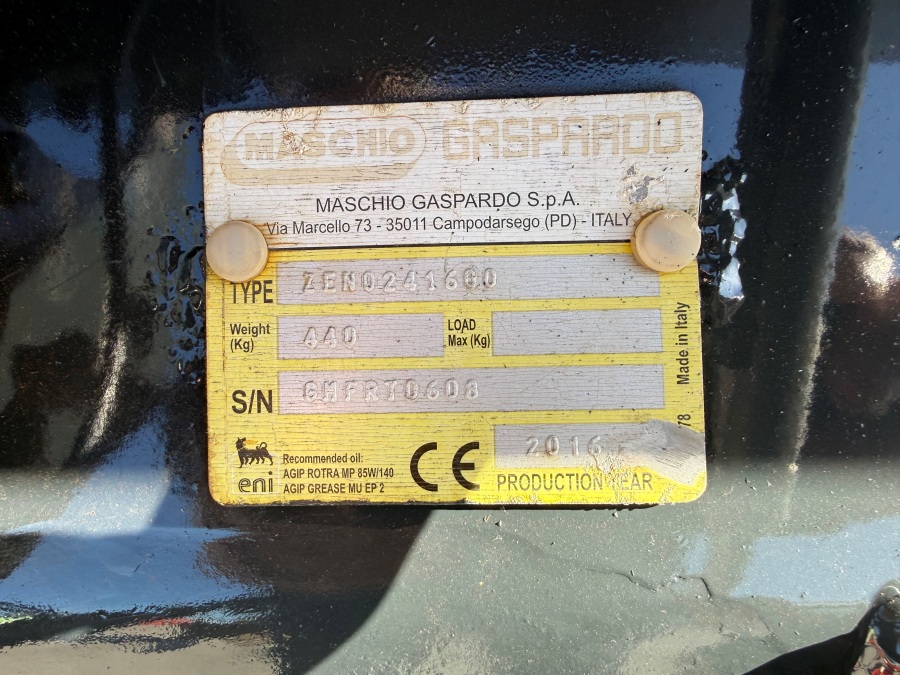 MASCHIO GASPARDO
MASCHIO GASPARDO S.p.A.
Via Marcello 73 - 35011 Campodarsego (PD) - ITALY
TYPE ZEN0241600
Weight (Kg) 440 LOAD Max (Kg)
S/N GMFRT0608
2016
PRODUCTION YEAR
eni
Recommended oil:
AGIP ROTRA MP 85W/140
AGIP GREASE MU EP 2
CE
Made in Italy
78